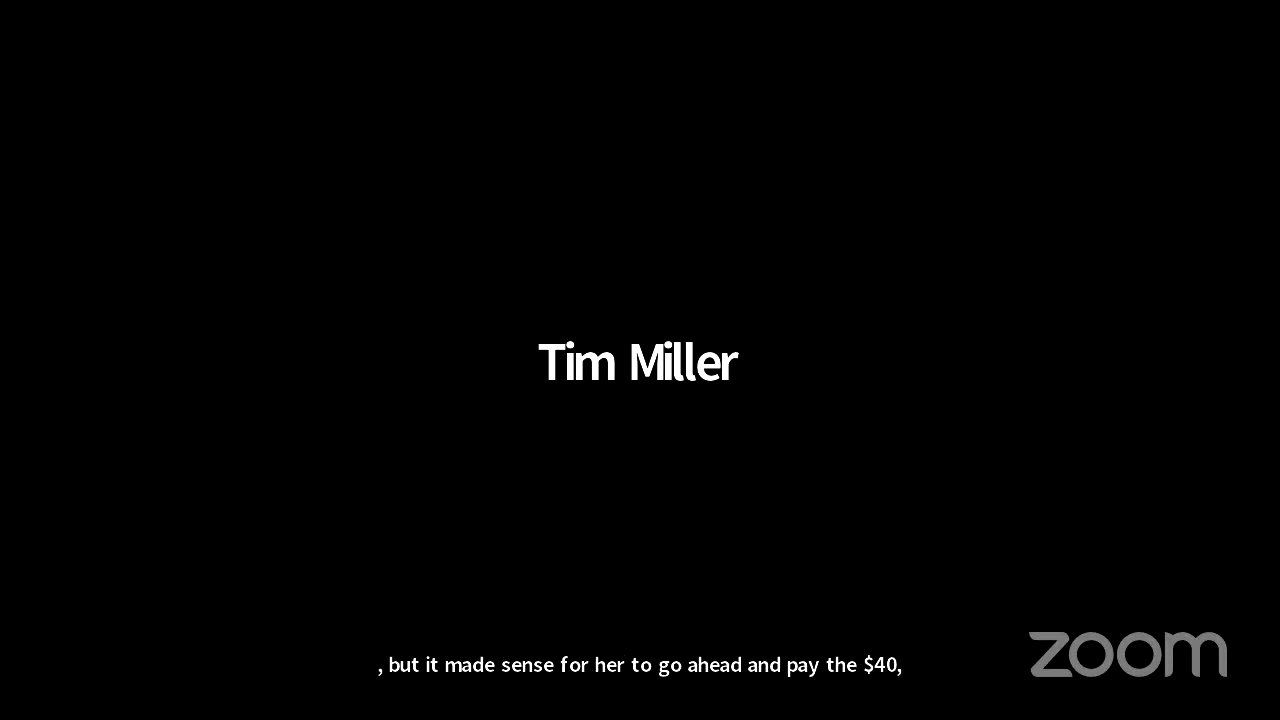 Tim Miller
, but it made sense for her to go ahead and pay the $40,
zoom